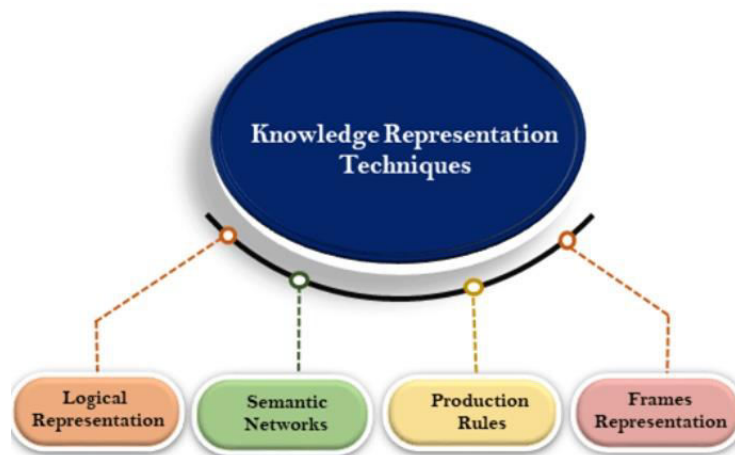 Knowledge Representation
Techniques
Logical
Representation
Semantic
Networks
Production
Rules
Frames
Representation